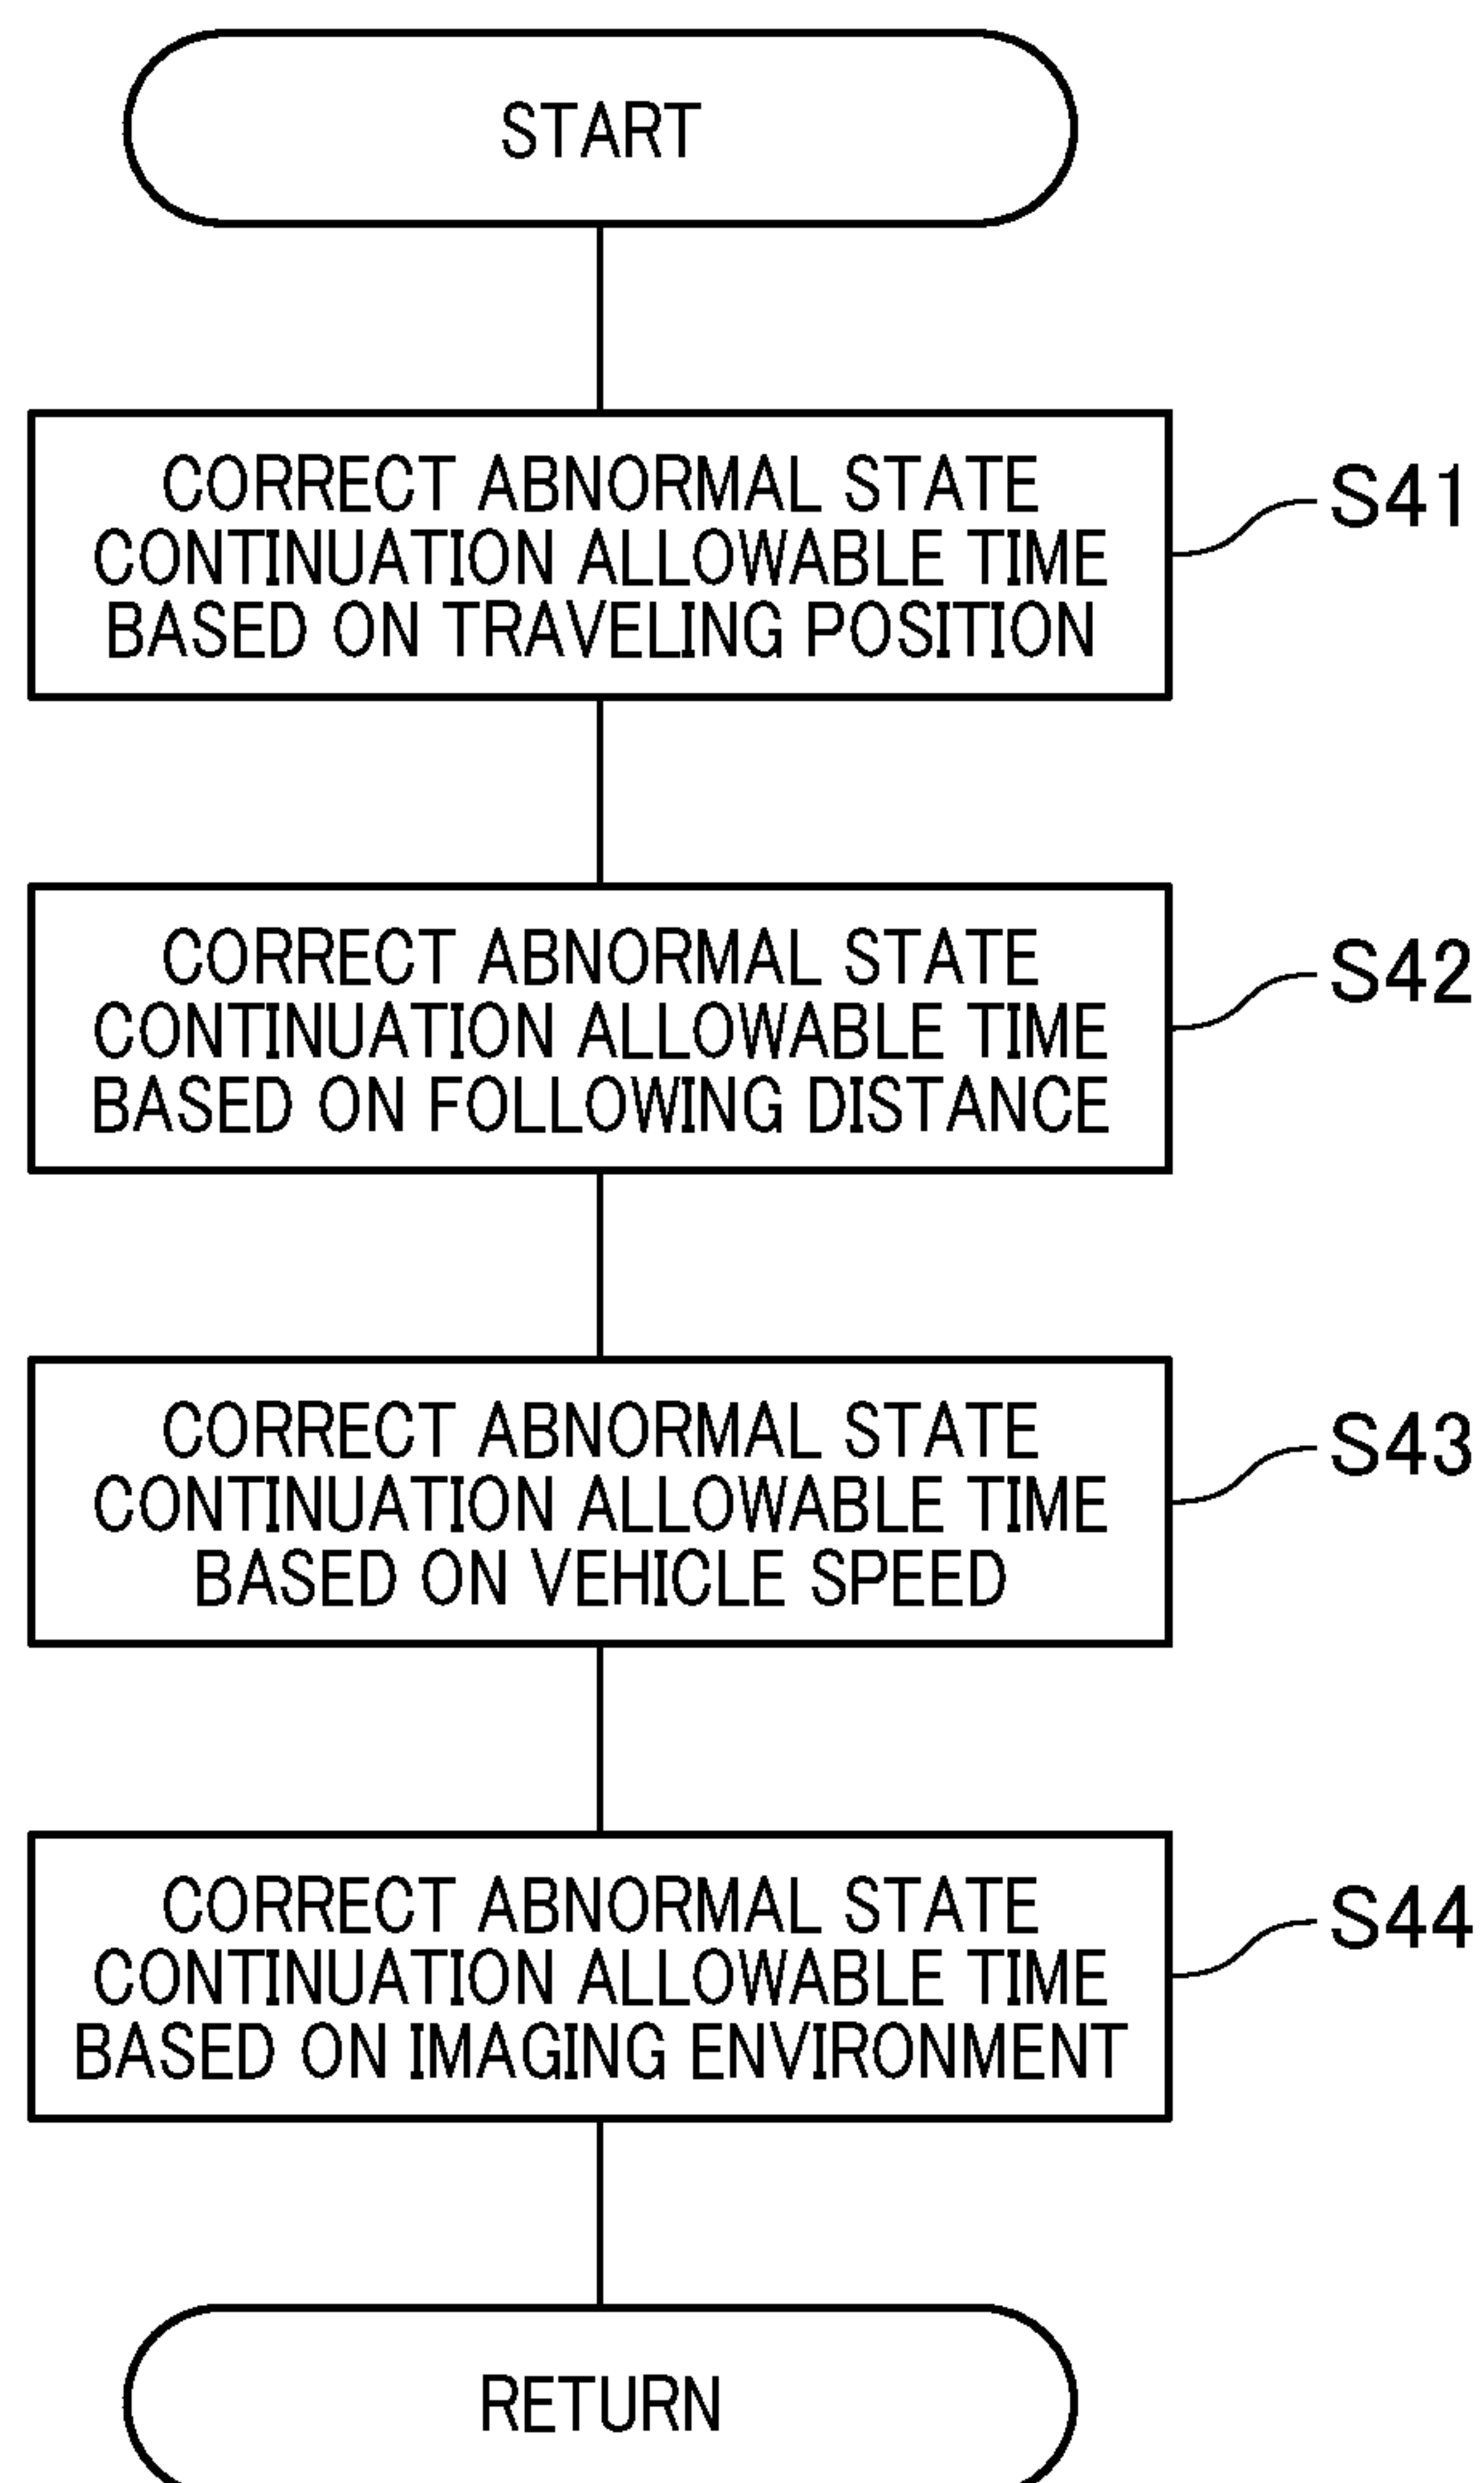 START
CORRECT ABNORMAL STATE
CONTINUATION ALLOWABLE TIME
BASED ON TRAVELING POSITION
S41
CORRECT ABNORMAL STATE
CONTINUATION ALLOWABLE TIME
BASED ON FOLLOWING DISTANCE
S42
CORRECT ABNORMAL STATE
CONTINUATION ALLOWABLE TIME
BASED ON VEHICLE SPEED
S43
CORRECT ABNORMAL STATE
CONTINUATION ALLOWABLE TIME
BASED ON IMAGING ENVIRONMENT
S44
RETURN